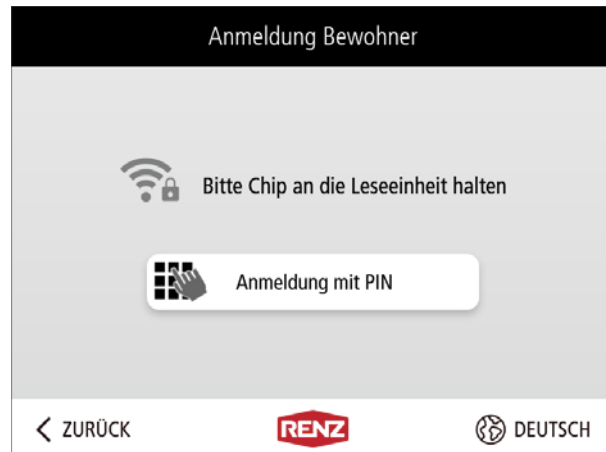 Anmeldung Bewohner
Bitte Chip an die Leseeinheit halten
Anmeldung mit PIN
ZURÜCK
RENZ
DEUTSCH